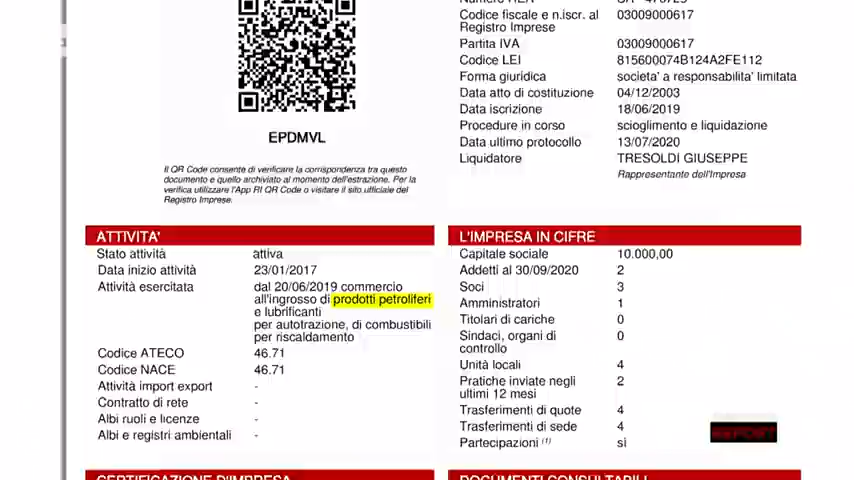 Codice fiscale e n.iscr. al 03009000617
Registro Imprese
Partita IVA 03009000617
Codice LEI 815600074B124A2FE112
Forma giuridica societa' a responsabilita' limitata
Data atto di costituzione 04/12/2003
Data iscrizione 18/06/2019
Procedure in corso scioglimento e liquidazione
Data ultimo protocollo 13/07/2020
Liquidatore TRESOLDI GIUSEPPE
Rappresentante dell'Impresa
EPDMVL
Il QR Code consente di verificare la corrispondenza tra questo
documento e quello archiviato al momento dell'estrazione. Per la
verifica utilizzare l'App RI QR Code o visitare il sito ufficiale del
Registro Imprese.
ATTIVITA'
Stato attività attiva
Data inizio attività 23/01/2017
Attività esercitata dal 20/06/2019 commercio
all'ingrosso di prodotti petroliferi
e lubrificanti
per autotrazione, di combustibili
per riscaldamento
Codice ATECO 46.71
Codice NACE 46.71
Attività import export -
Contratto di rete -
Albi ruoli e licenze -
Albi e registri ambientali -
L'IMPRESA IN CIFRE
Capitale sociale 10.000,00
Addetti al 30/09/2020 2
Soci 3
Amministratori 1
Titolari di cariche 0
Sindaci, organi di 0
controllo
Unità locali 4
Pratiche inviate negli 2
ultimi 12 mesi
Trasferimenti di quote 4
Trasferimenti di sede 4
Partecipazioni (1) sì
REPORT
CERTIFICAZIONE D'IMPRESA
DOCUMENTI CONSULTABILI